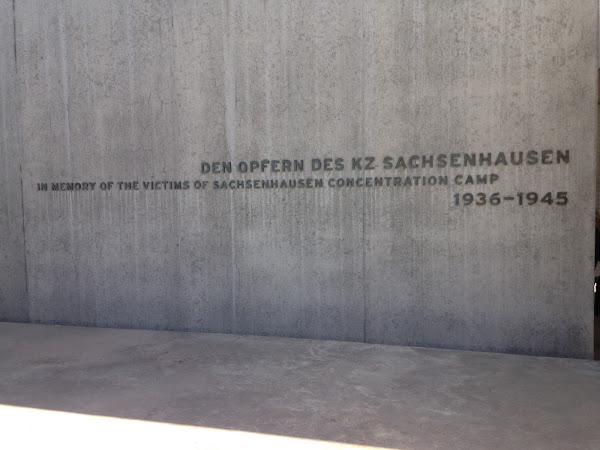 DEN OPFERN DES KZ SACHSENHAUSEN
IN MEMORY OF THE VICTIMS OF SACHSENHAUSEN CONCENTRATION CAMP
1936-1945